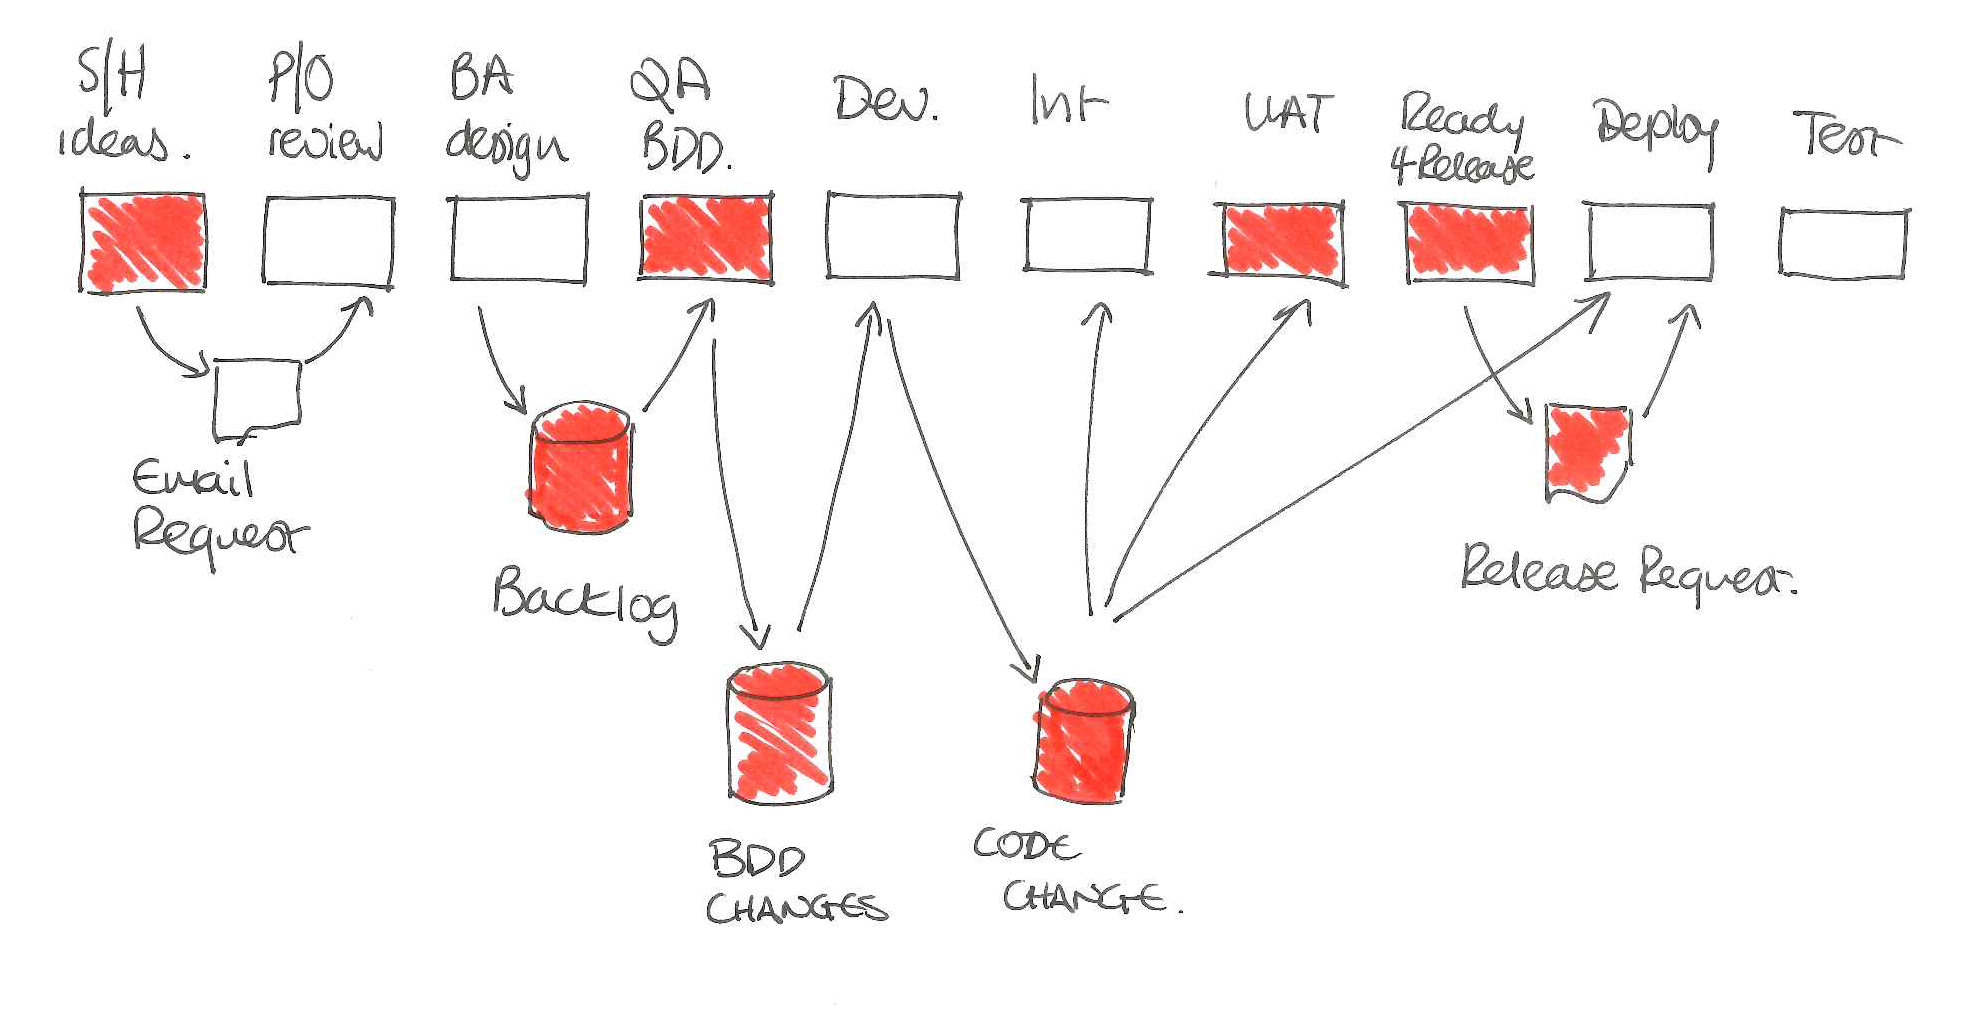 S/H
ideas.
P/O
review
BA
design
QA
BDD.
Dev.
Int
UAT
Ready
4 Release
Deploy
Test
Email
Request
Backlog
Release Request.
BDD
CHANGES
CODE
CHANGE.